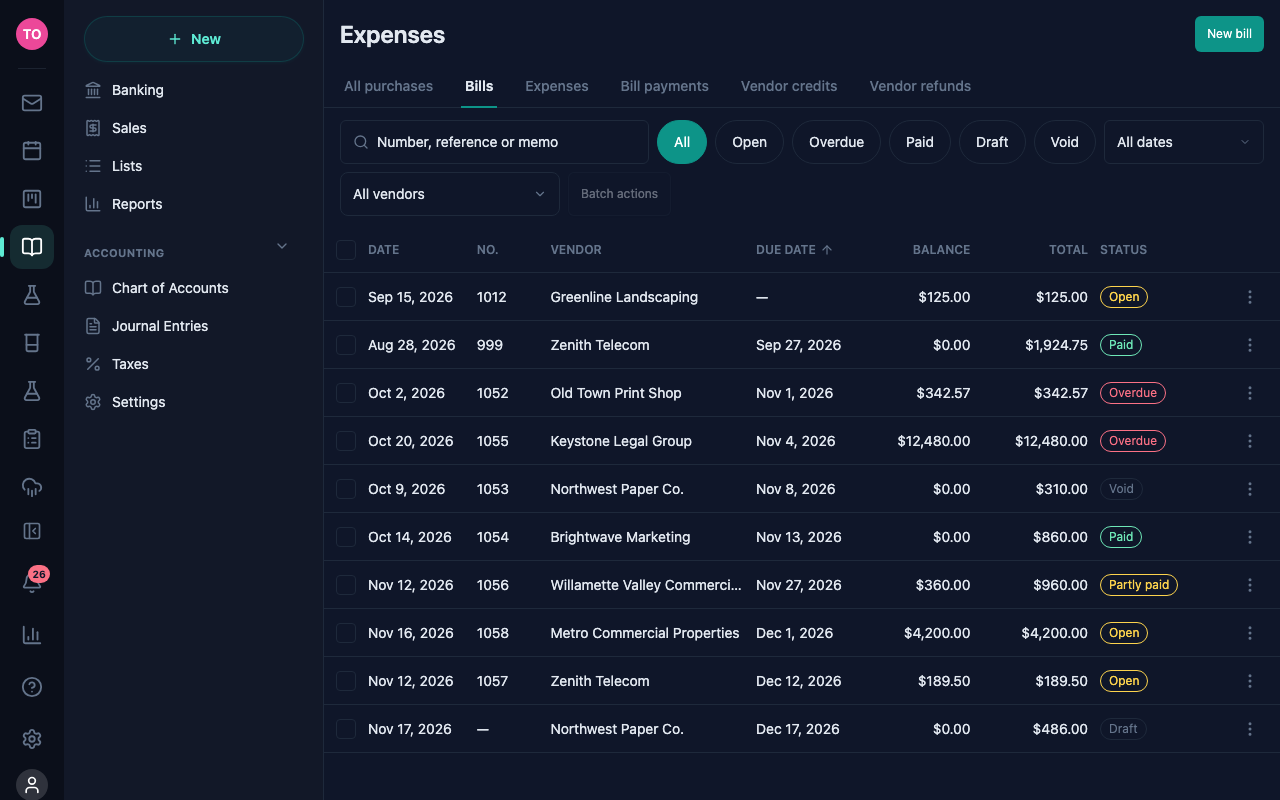 TO
New
Banking
Sales
Lists
Reports
ACCOUNTING
Chart of Accounts
Journal Entries
Taxes
Settings
26
Expenses
New bill
All purchases
Bills
Expenses
Bill payments
Vendor credits
Vendor refunds
Number, reference or memo
All
Open
Overdue
Paid
Draft
Void
All dates
All vendors
Batch actions
DATE NO. VENDOR DUE DATE BALANCE TOTAL STATUS
Sep 15, 2026 1012 Greenline Landscaping — $125.00 $125.00 Open
Aug 28, 2026 999 Zenith Telecom Sep 27, 2026 $0.00 $1,924.75 Paid
Oct 2, 2026 1052 Old Town Print Shop Nov 1, 2026 $342.57 $342.57 Overdue
Oct 20, 2026 1055 Keystone Legal Group Nov 4, 2026 $12,480.00 $12,480.00 Overdue
Oct 9, 2026 1053 Northwest Paper Co. Nov 8, 2026 $0.00 $310.00 Void
Oct 14, 2026 1054 Brightwave Marketing Nov 13, 2026 $0.00 $860.00 Paid
Nov 12, 2026 1056 Willamette Valley Commerci... Nov 27, 2026 $360.00 $960.00 Partly paid
Nov 16, 2026 1058 Metro Commercial Properties Dec 1, 2026 $4,200.00 $4,200.00 Open
Nov 12, 2026 1057 Zenith Telecom Dec 12, 2026 $189.50 $189.50 Open
Nov 17, 2026 — Northwest Paper Co. Dec 17, 2026 $0.00 $486.00 Draft